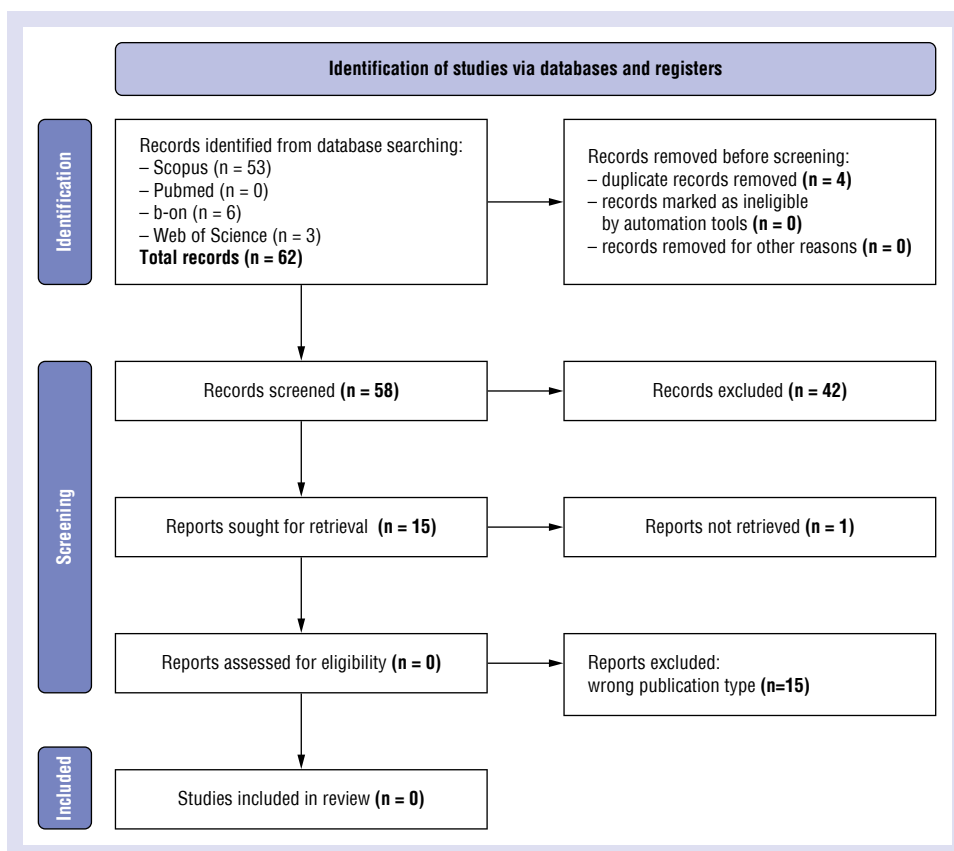 Identification of studies via databases and registers
Identification
Records identified from database searching:
– Scopus (n = 53)
– Pubmed (n = 0)
– b-on (n = 6)
– Web of Science (n = 3)
Total records (n = 62)
Records removed before screening:
– duplicate records removed (n = 4)
– records marked as ineligible
by automation tools (n = 0)
– records removed for other reasons (n = 0)
Screening
Records screened (n = 58)
Records excluded (n = 42)
Reports sought for retrieval (n = 15)
Reports not retrieved (n = 1)
Reports assessed for eligibility (n = 0)
Reports excluded:
wrong publication type (n=15)
Included
Studies included in review (n = 0)